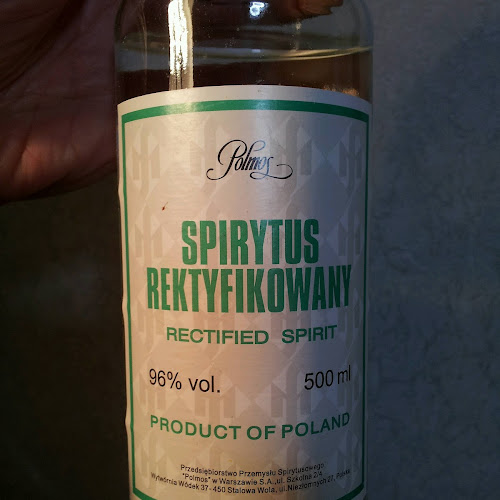 Polmos
SPIRYTUS
REKTYFIKOWANY
RECTIFIED SPIRIT
96% vol. 500 ml
PRODUCT OF POLAND
Przedsiębiorstwo Przemysłu Spirytusowego
"Polmos" w Warszawie S.A., ul. Szkolna 2/4,
Wytwórnia Wódek 37-450 Stalowa Wola, ul. Niezłomnych 27, Polska